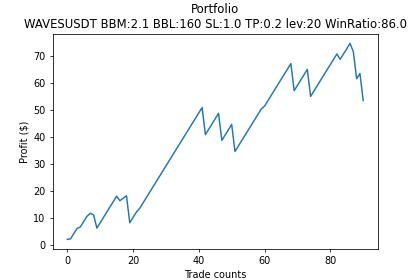 Portfolio
WAVESUSDT BBM:2.1 BBL:160 SL:1.0 TP:0.2 lev:20 WinRatio:86.0
70
60
50
40
30
20
10
0
Profit ($)
0 20 40 60 80
Trade counts